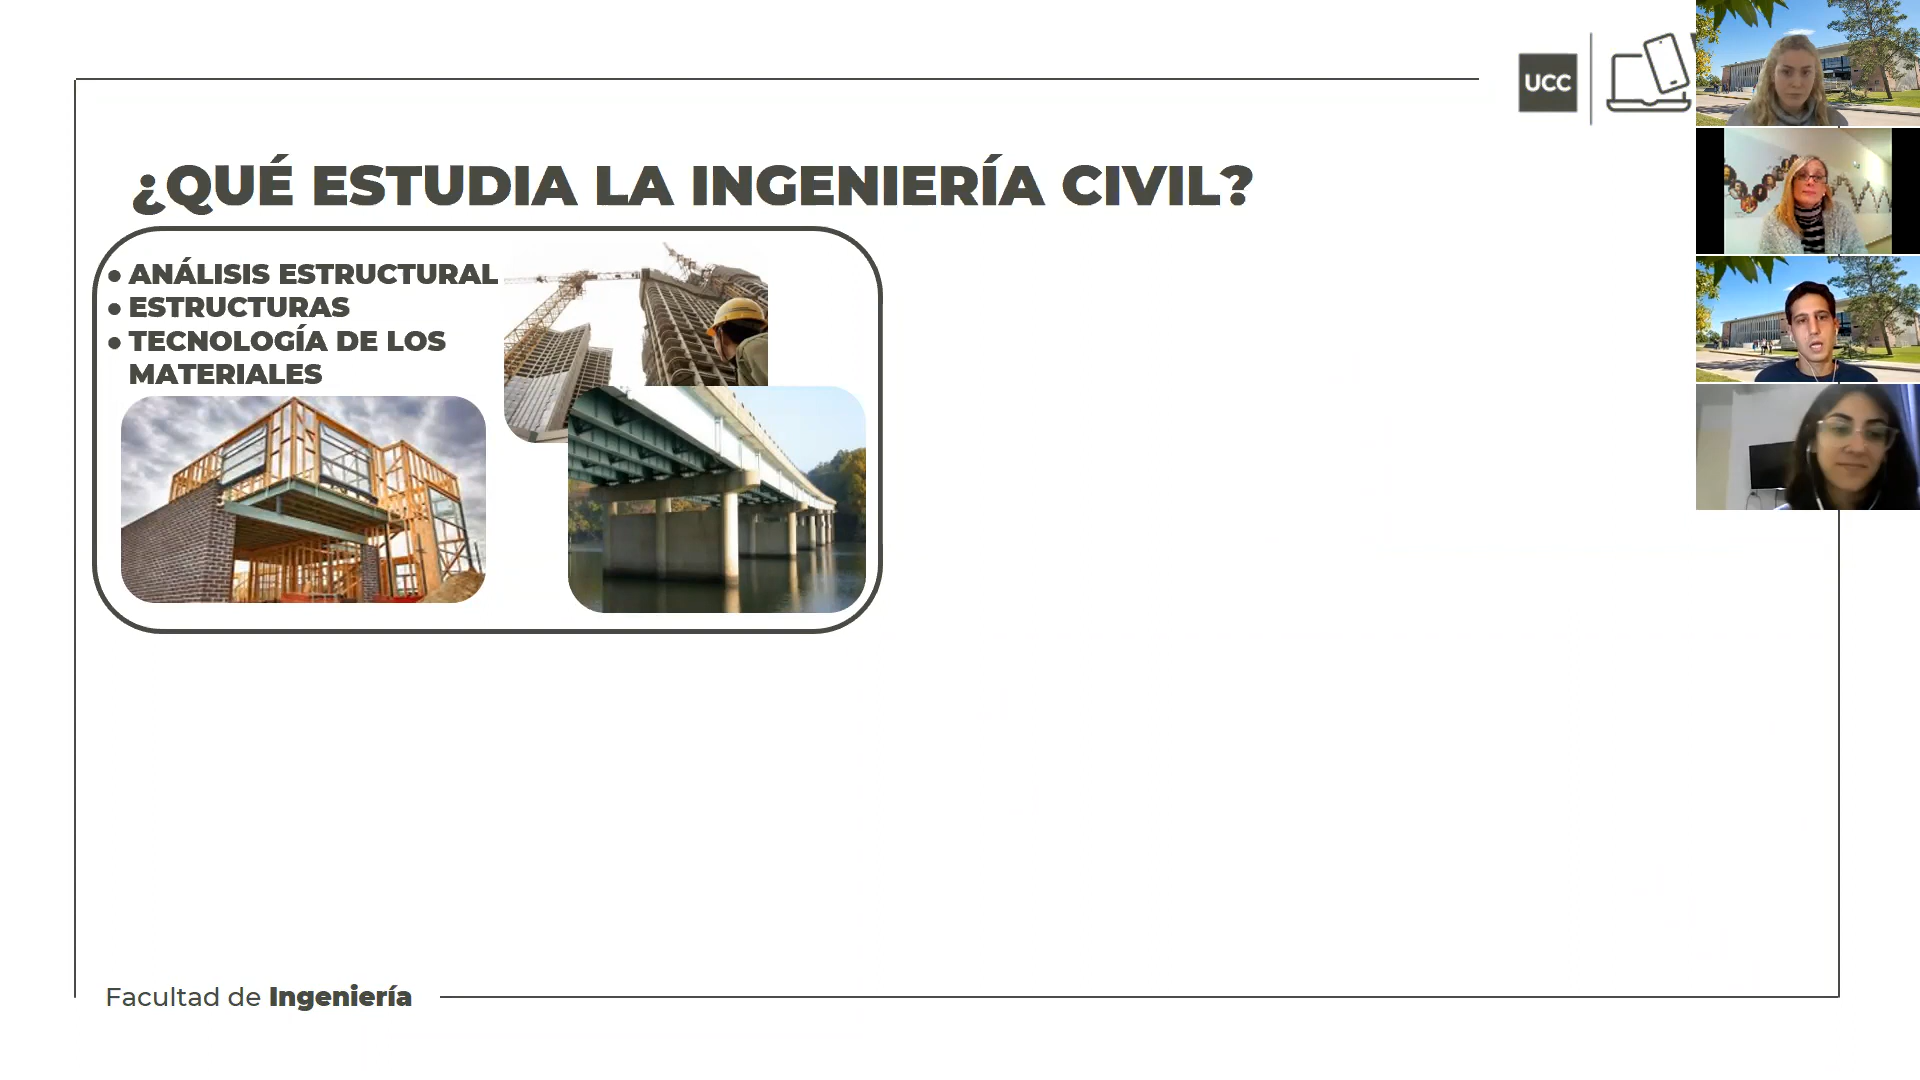 UCC
¿QUÉ ESTUDIA LA INGENIERÍA CIVIL?
• ANÁLISIS ESTRUCTURAL
• ESTRUCTURAS
• TECNOLOGÍA DE LOS
MATERIALES
Facultad de Ingeniería